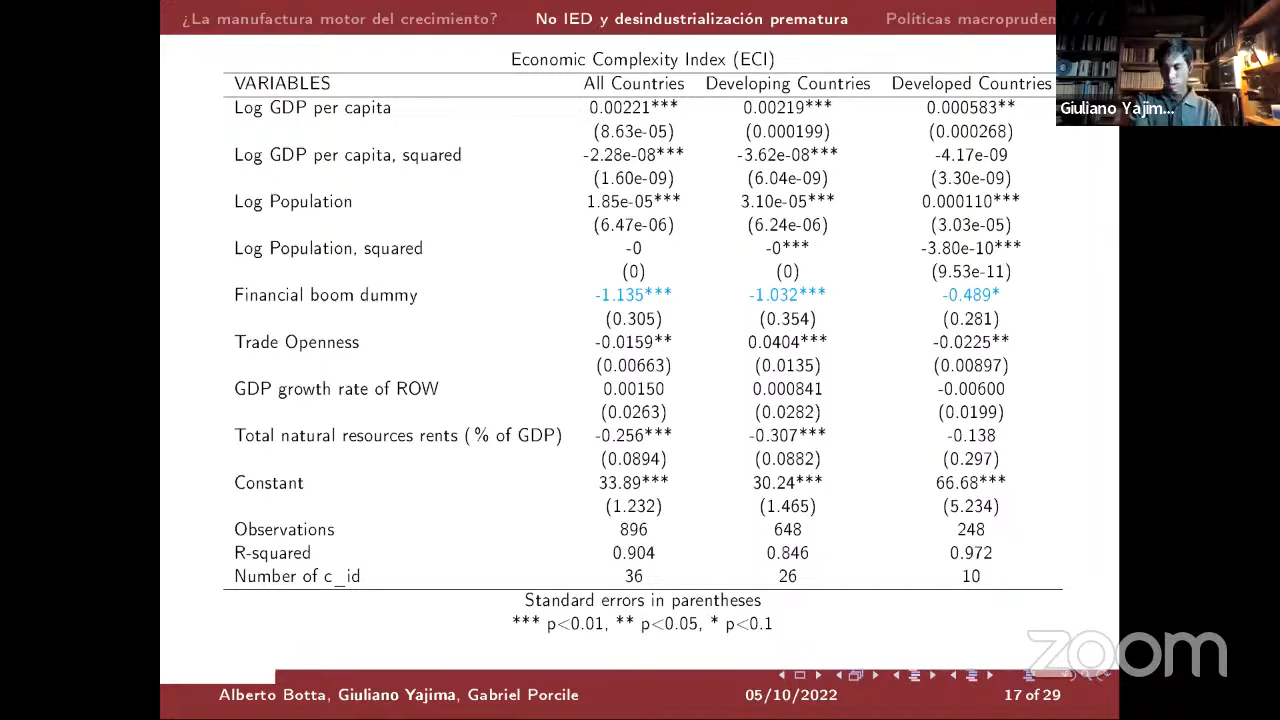 ¿La manufactura motor del crecimiento? No IED y desindustrialización prematura Políticas macropruden
Giuliano Yajim...
Economic Complexity Index (ECI)
VARIABLES All Countries Developing Countries Developed Countries
Log GDP per capita 0.00221*** 0.00219*** 0.000583**
(8.63e-05) (0.000199) (0.000268)
Log GDP per capita, squared -2.28e-08*** -3.62e-08*** -4.17e-09
(1.60e-09) (6.04e-09) (3.30e-09)
Log Population 1.85e-05*** 3.10e-05*** 0.000110***
(6.47e-06) (6.24e-06) (3.03e-05)
Log Population, squared -0 -0*** -3.80e-10***
(0) (0) (9.53e-11)
Financial boom dummy -1.135*** -1.032*** -0.489*
(0.305) (0.354) (0.281)
Trade Openness -0.0159** 0.0404*** -0.0225**
(0.00663) (0.0135) (0.00897)
GDP growth rate of ROW 0.00150 0.000841 -0.00600
(0.0263) (0.0282) (0.0199)
Total natural resources rents (% of GDP) -0.256*** -0.307*** -0.138
(0.0894) (0.0882) (0.297)
Constant 33.89*** 30.24*** 66.68***
(1.232) (1.465) (5.234)
Observations 896 648 248
R-squared 0.904 0.846 0.972
Number of c_id 36 26 10
Standard errors in parentheses
*** p<0.01, ** p<0.05, * p<0.1
zoom
Alberto Botta, Giuliano Yajima, Gabriel Porcile 05/10/2022 17 of 29